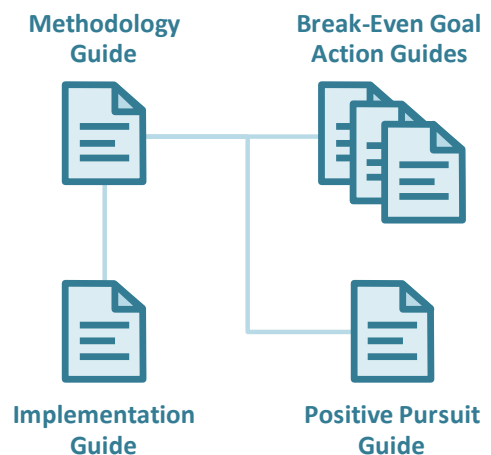 Methodology
Guide
Break-Even Goal
Action Guides
Implementation
Guide
Positive Pursuit
Guide